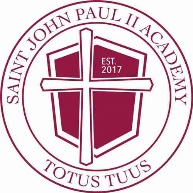 SAINT JOHN PAUL II ACADEMY
EST.
2017
TOTUS TUUS